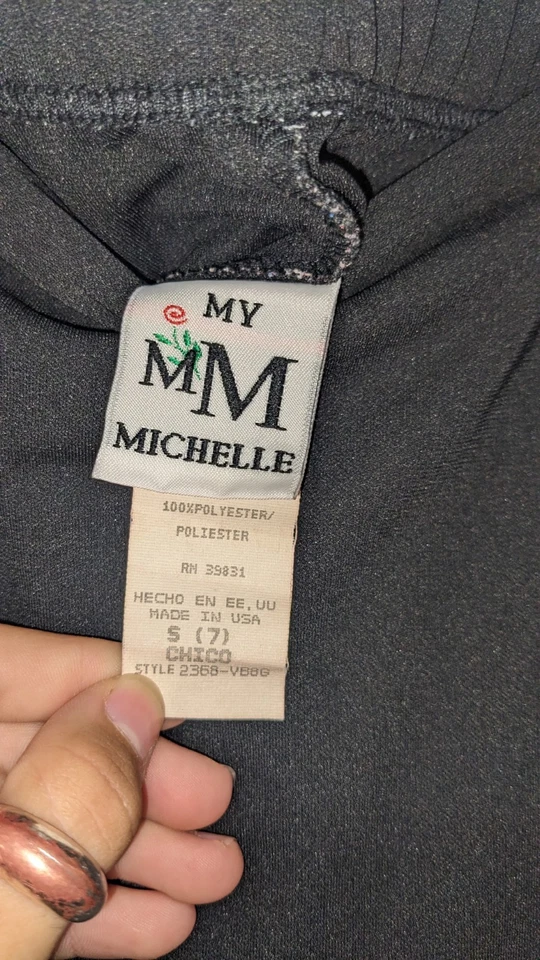 MY
MM
MICHELLE
100%POLYESTER/
POLIESTER
RN 39831
HECHO EN EE,UU
MADE IN USA
S (7)
CHICO